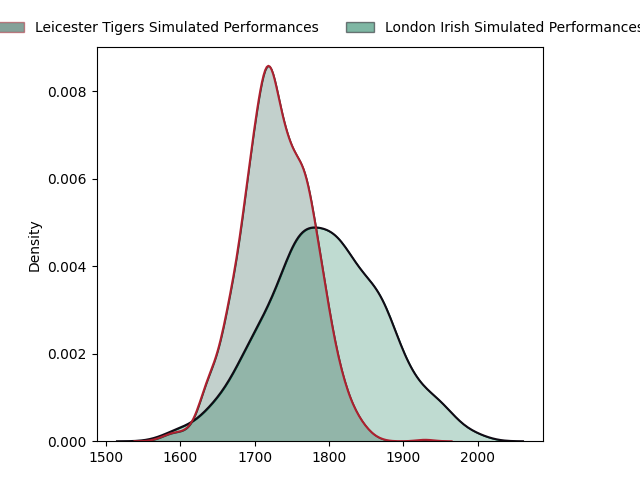 Leicester Tigers Simulated Performances London Irish Simulated Performances
0.008
0.006
Density
0.004
0.002
0.000
1500 1600 1700 1800 1900 2000